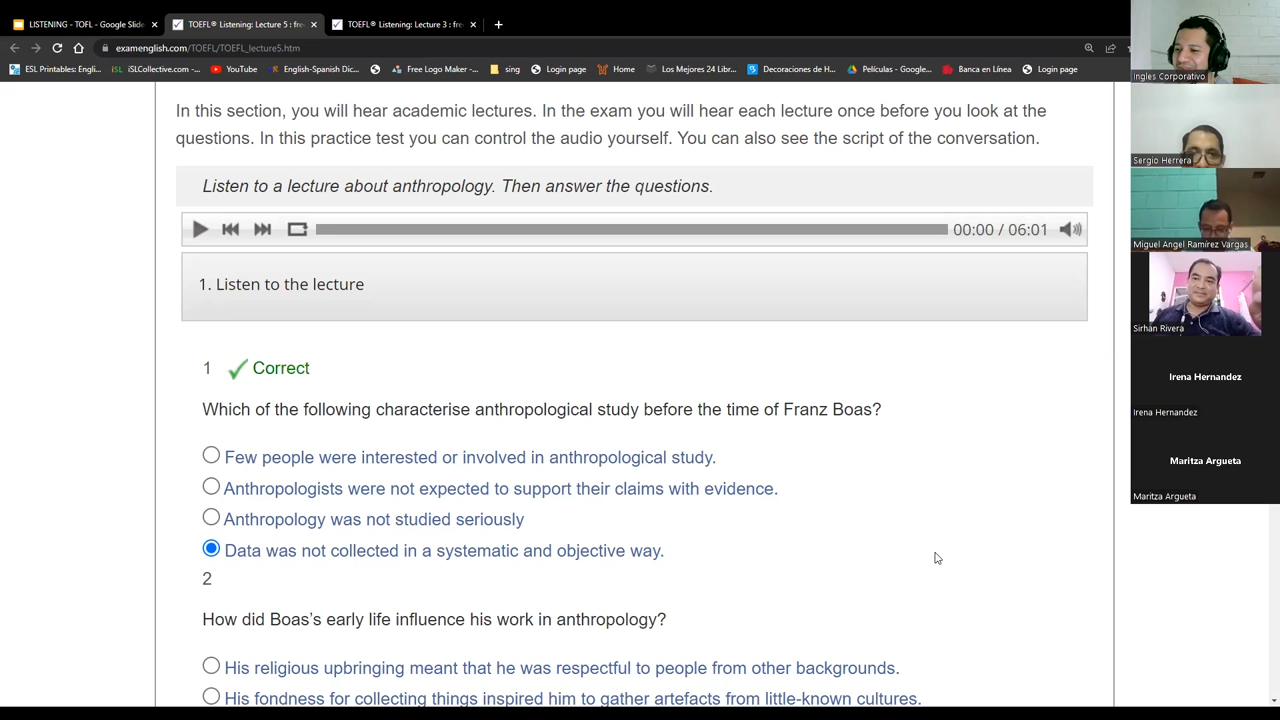 LISTENING - TOFL - Google Slide
TOEFL® Listening: Lecture 5 : fre
TOEFL® Listening: Lecture 3 : fre
examenglish.com/TOEFL/TOEFL_lecture5.htm
ESL Printables: Engli...
iSLCollective.com -...
YouTube
English-Spanish Dic...
Free Logo Maker -...
sing
Login page
Home
Los Mejores 24 Libr...
Decoraciones de H...
Películas - Google...
Banca en Línea
Login page
In this section, you will hear academic lectures. In the exam you will hear each lecture once before you look at the
questions. In this practice test you can control the audio yourself. You can also see the script of the conversation.
Listen to a lecture about anthropology. Then answer the questions.
00:00 / 06:01
1. Listen to the lecture
1 Correct
Which of the following characterise anthropological study before the time of Franz Boas?
Few people were interested or involved in anthropological study.
Anthropologists were not expected to support their claims with evidence.
Anthropology was not studied seriously
Data was not collected in a systematic and objective way.
2
How did Boas's early life influence his work in anthropology?
His religious upbringing meant that he was respectful to people from other backgrounds.
His fondness for collecting things inspired him to gather artefacts from little-known cultures.
Ingles Corporativo
Sergio Herrera
Miguel Angel Ramírez Vargas
Sirhan Rivera
Irena Hernandez
Irena Hernandez
Maritza Argueta
Maritza Argueta